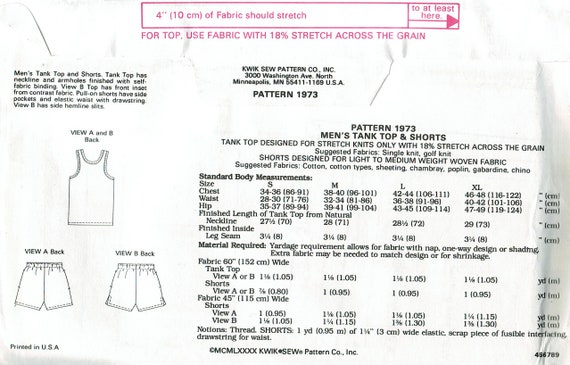 4" (10 cm) of Fabric should stretch
to at least
here.
FOR TOP, USE FABRIC WITH 18% STRETCH ACROSS THE GRAIN
KWIK SEW PATTERN CO., INC.
3000 Washington Ave. North
Minneapolis, MN 55411-1169 U.S.A.
PATTERN 1973
Men's Tank Top and Shorts. Tank Top has
neckline and armholes finished with self-
fabric binding. View B Top has front inset
from contrast fabric. Pull-on shorts have side
pockets and elastic waist with drawstring.
View B has side hemline slits.
VIEW A and B
Back
VIEW A Back
VIEW B Back
Printed in U.S.A
PATTERN 1973
MEN'S TANK TOP & SHORTS
TANK TOP DESIGNED FOR STRETCH KNITS ONLY WITH 18% STRETCH ACROSS THE GRAIN
Suggested Fabrics: Single knit, golf knit
SHORTS DESIGNED FOR LIGHT TO MEDIUM WEIGHT WOVEN FABRIC
Suggested Fabrics: Cotton, cotton types, sheeting, chambray, poplin, gabardine, chino
Standard Body Measurements:
Size S M L XL
Chest 34-36 (86-91) 38-40 (96-101) 42-44 (106-111) 46-48 (116-122) " (cm)
Waist 28-30 (71-76) 32-34 (81-86) 36-38 (91-96) 40-42 (101-106) " (cm)
Hip 35-37 (89-94) 39-41 (99-104) 43-45 (109-114) 47-49 (119-124) " (cm)
Finished Length of Tank Top from Natural
Neckline 27½ (70) 28 (71) 28½ (72) 29 (73) " (cm)
Finished Inside
Leg Seam 3¼ (8) 3¼ (8) 3¼ (8) 3¼ (8) " (cm)
Material Required: Yardage requirement allows for fabric with nap, one-way design or shading.
Extra fabric may be needed to match design or for shrinkage.
Fabric 60" (152 cm) Wide
Tank Top
View A or B 1⅛ (1.05) 1⅛ (1.05) 1⅛ (1.05) 1⅛ (1.05) yd (m)
Shorts
View A or B ⅞ (0.80) 1 (0.95) 1 (0.95) 1 (0.95) yd (m)
Fabric 45" (115 cm) Wide
Shorts
View A 1 (0.95) 1⅛ (1.05) 1⅛ (1.05) 1¼ (1.15) yd (m)
View B 1⅛ (1.05) 1¼ (1.15) 1⅜ (1.30) 1⅜ (1.30) yd (m)
Notions: Thread. SHORTS: 1 yd (0.95 m) of 1¼" (3 cm) wide elastic, scrap piece of fusible interfacing,
drawstring for waist.
©MCMLXXXX KWIK•SEW® Pattern Co., Inc.